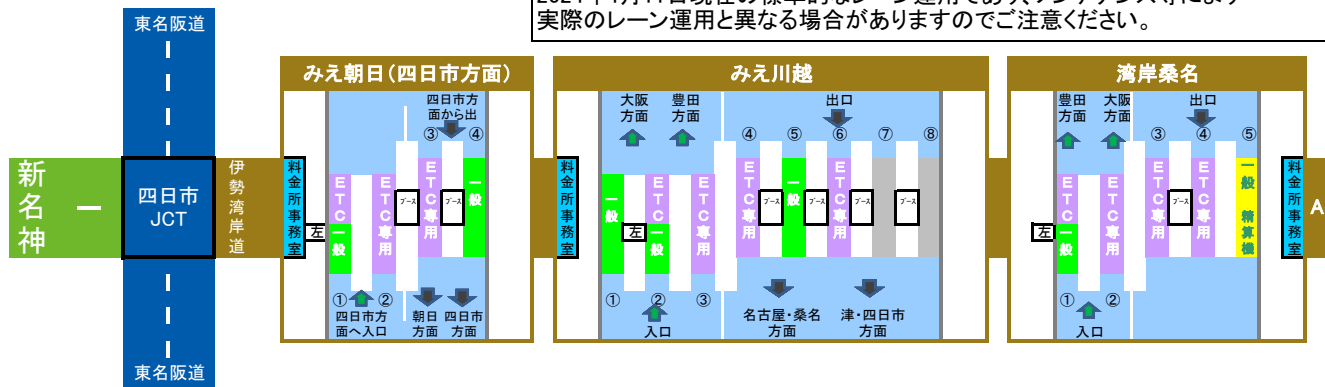 実際のレーン運用と異なる場合がありますのでご注意ください。
東名阪道
新名神
四日市
JCT
東名阪道
伊勢湾岸道
みえ朝日(四日市方面)
四日市方
面から出
③
④
料金所事務室
左
ETC
一般
ETC専用
ブース
ETC専用
ブース
一般
①
②
四日市方
面へ入口
朝日
方面
四日市
方面
みえ川越
大阪
方面
豊田
方面
出口
④
⑤
⑥
⑦
⑧
料金所事務室
一般
左
ETC
一般
ETC専用
ETC専用
ブース
一般
ブース
ETC専用
ブース
ブース
①
②
③
入口
名古屋・桑名
方面
津・四日市
方面
湾岸桑名
豊田
方面
大阪
方面
出口
③
④
⑤
左
ETC
一般
ETC専用
ETC専用
ブース
ETC専用
一般 精算機
料金所事務室
①
②
入口
A